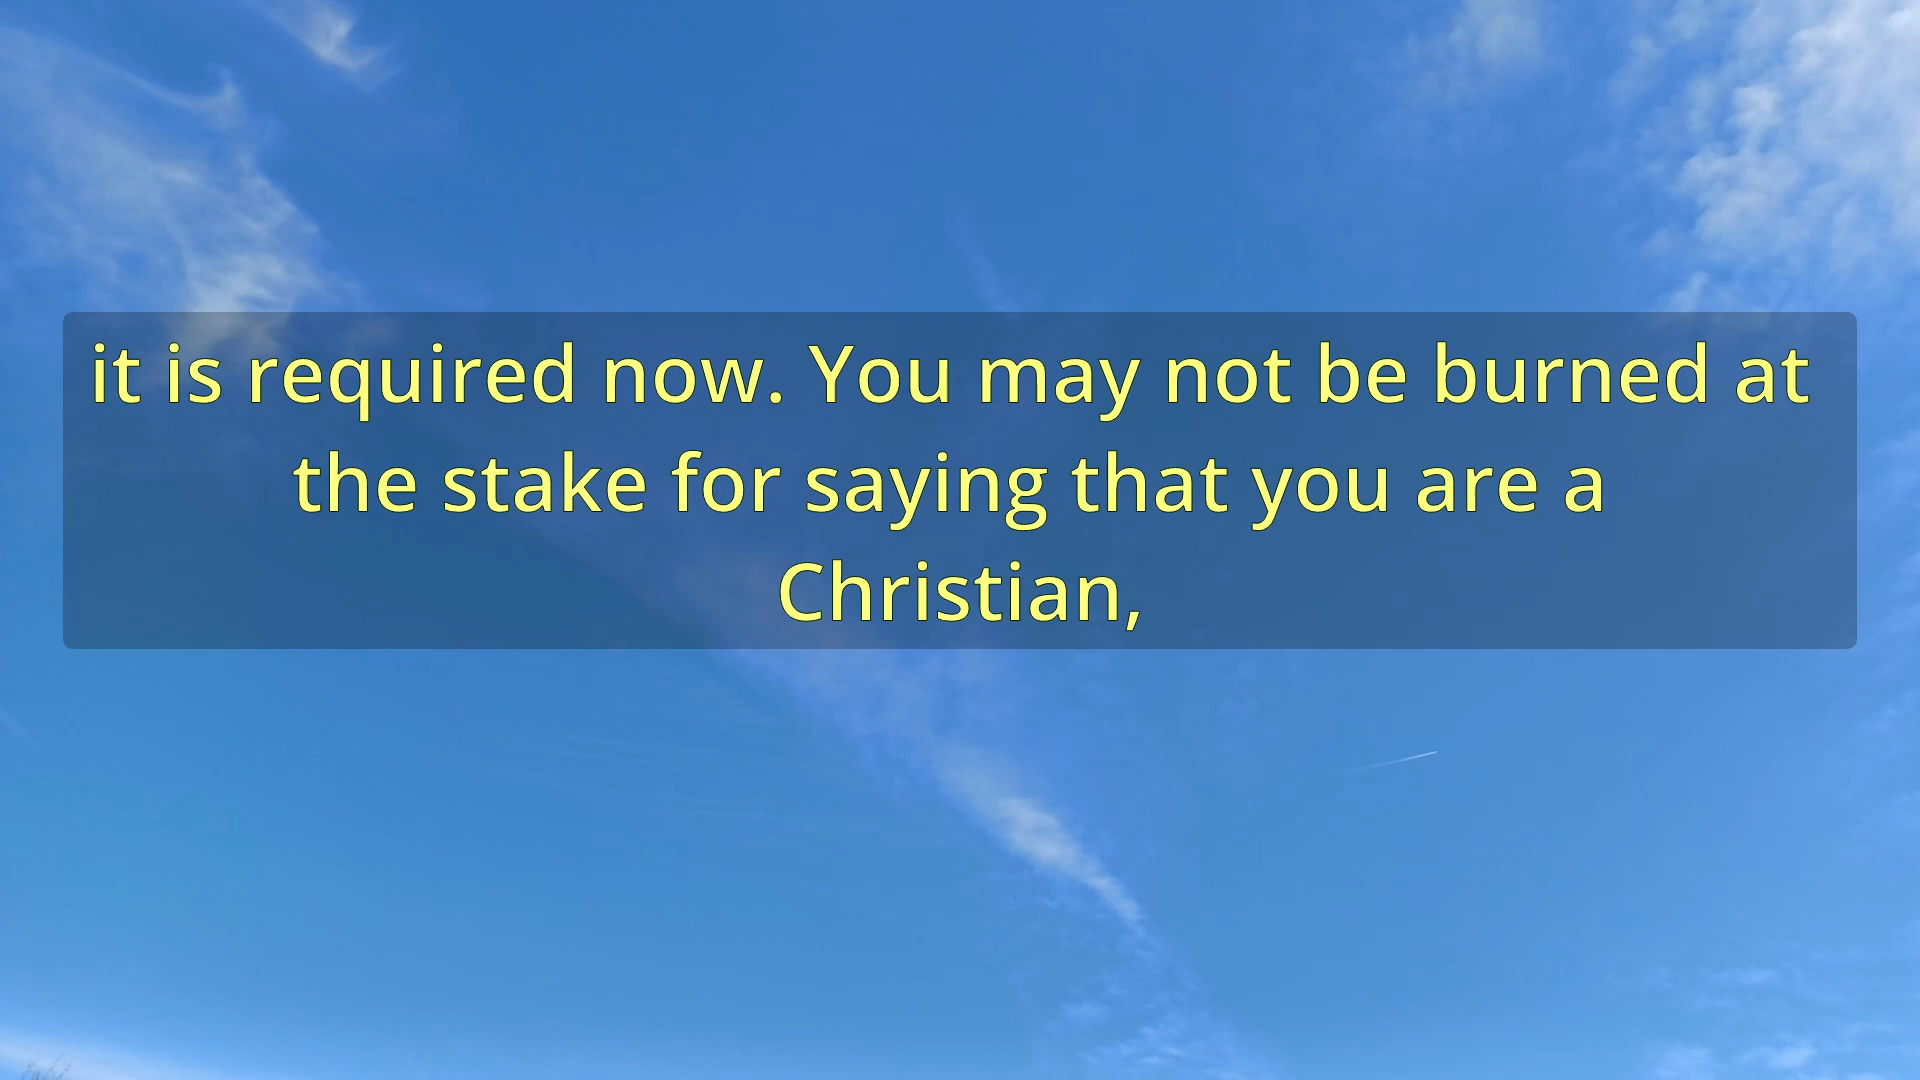 it is required now. You may not be burned at
the stake for saying that you are a
Christian,